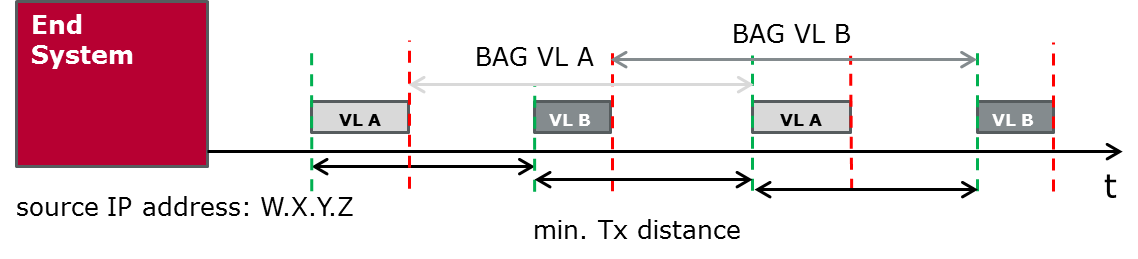 End
System
BAG VL A
BAG VL B
VL A
VL B
VL A
VL B
t
source IP address: W.X.Y.Z
min. Tx distance